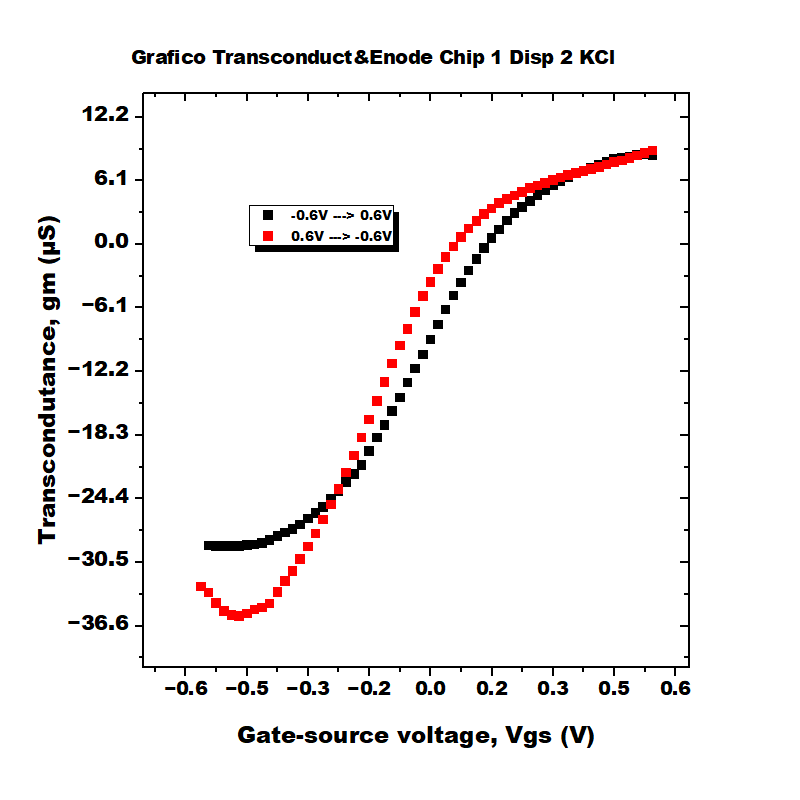 Grafico Transconduct&Enode Chip 1 Disp 2 KCl
12.2
6.1
0.0
−6.1
−12.2
−18.3
−24.4
−30.5
−36.6
Transcondutance, gm (µS)
-0.6V ---> 0.6V
0.6V ---> -0.6V
−0.6 −0.5 −0.3 −0.2 0.0 0.2 0.3 0.5 0.6
Gate-source voltage, Vgs (V)